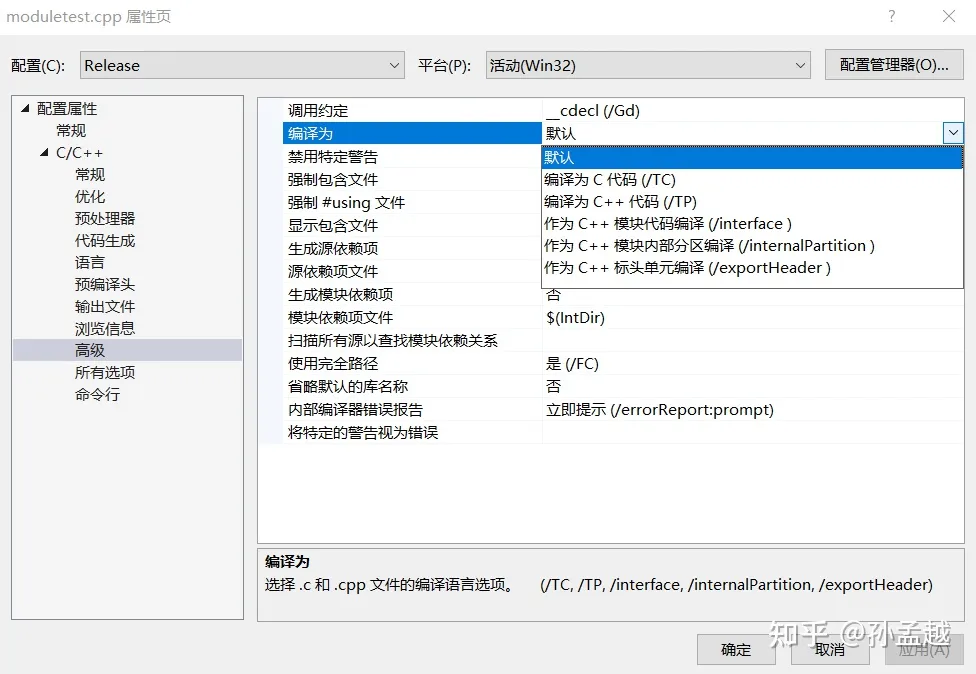 moduletest.cpp 属性页
配置(C): Release 平台(P): 活动(Win32) 配置管理器(O)...
配置属性
常规
C/C++
常规
优化
预处理器
代码生成
语言
预编译头
输出文件
浏览信息
高级
所有选项
命令行
调用约定 __cdecl (/Gd)
编译为 默认
禁用特定警告
强制包含文件
强制 #using 文件
显示包含文件
生成源依赖项
源依赖项文件
生成模块依赖项 否
模块依赖项文件 $(IntDir)
扫描所有源以查找模块依赖关系
使用完全路径 是 (/FC)
省略默认的库名称 否
内部编译器错误报告 立即提示 (/errorReport:prompt)
将特定的警告视为错误
默认
编译为 C 代码 (/TC)
编译为 C++ 代码 (/TP)
作为 C++ 模块代码编译 (/interface )
作为 C++ 模块内部分区编译 (/internalPartition )
作为 C++ 标头单元编译 (/exportHeader )
编译为
选择 .c 和 .cpp 文件的编译语言选项。 (/TC, /TP, /interface, /internalPartition, /exportHeader)
确定 取消 应用(A)
知乎 @孙孟越